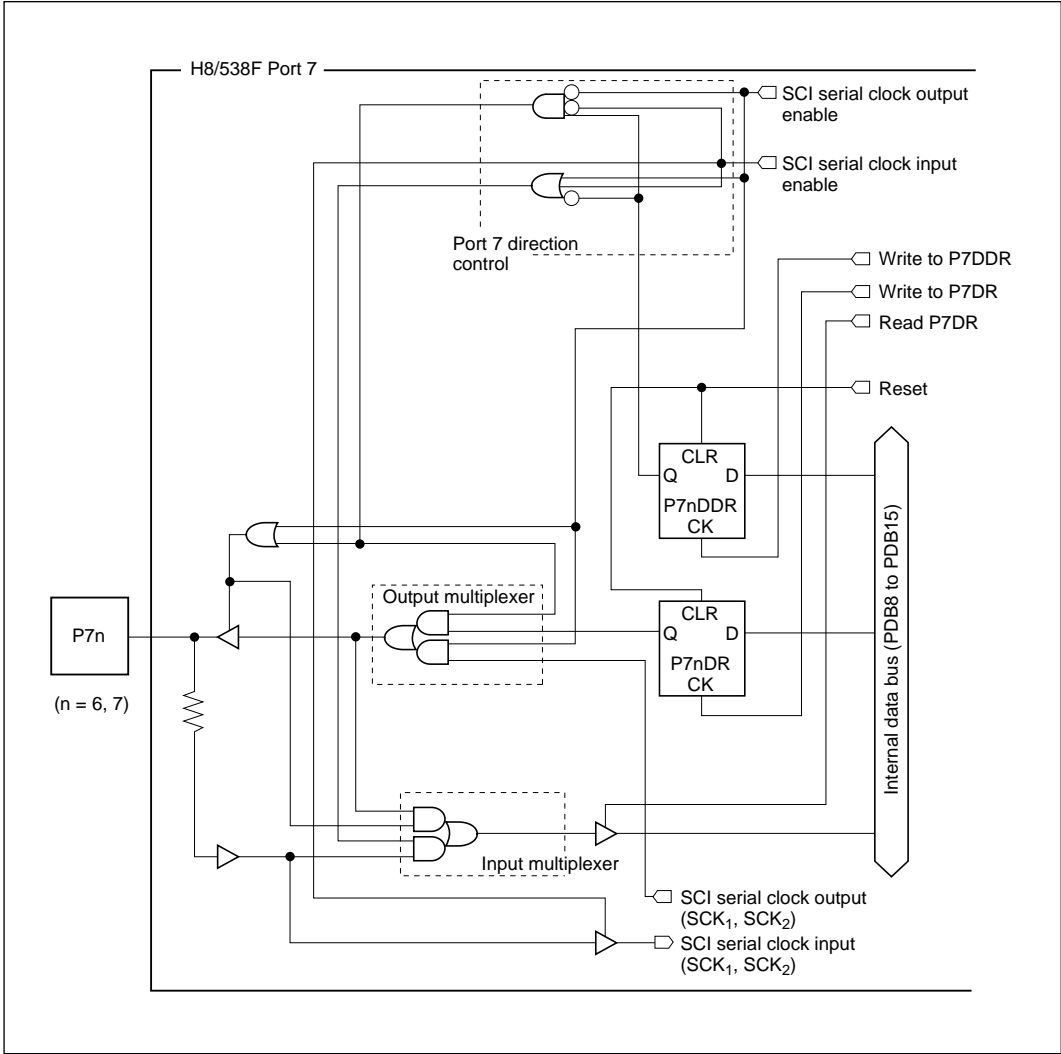 H8/538F Port 7
SCI serial clock output
enable
SCI serial clock input
enable
Port 7 direction
control
Write to P7DDR
Write to P7DR
Read P7DR
Reset
CLR
Q D
P7nDDR
CK
Output multiplexer
CLR
Q D
P7nDR
CK
P7n
(n = 6, 7)
Internal data bus (PDB8 to PDB15)
Input multiplexer
SCI serial clock output
(SCK₁, SCK₂)
SCI serial clock input
(SCK₁, SCK₂)